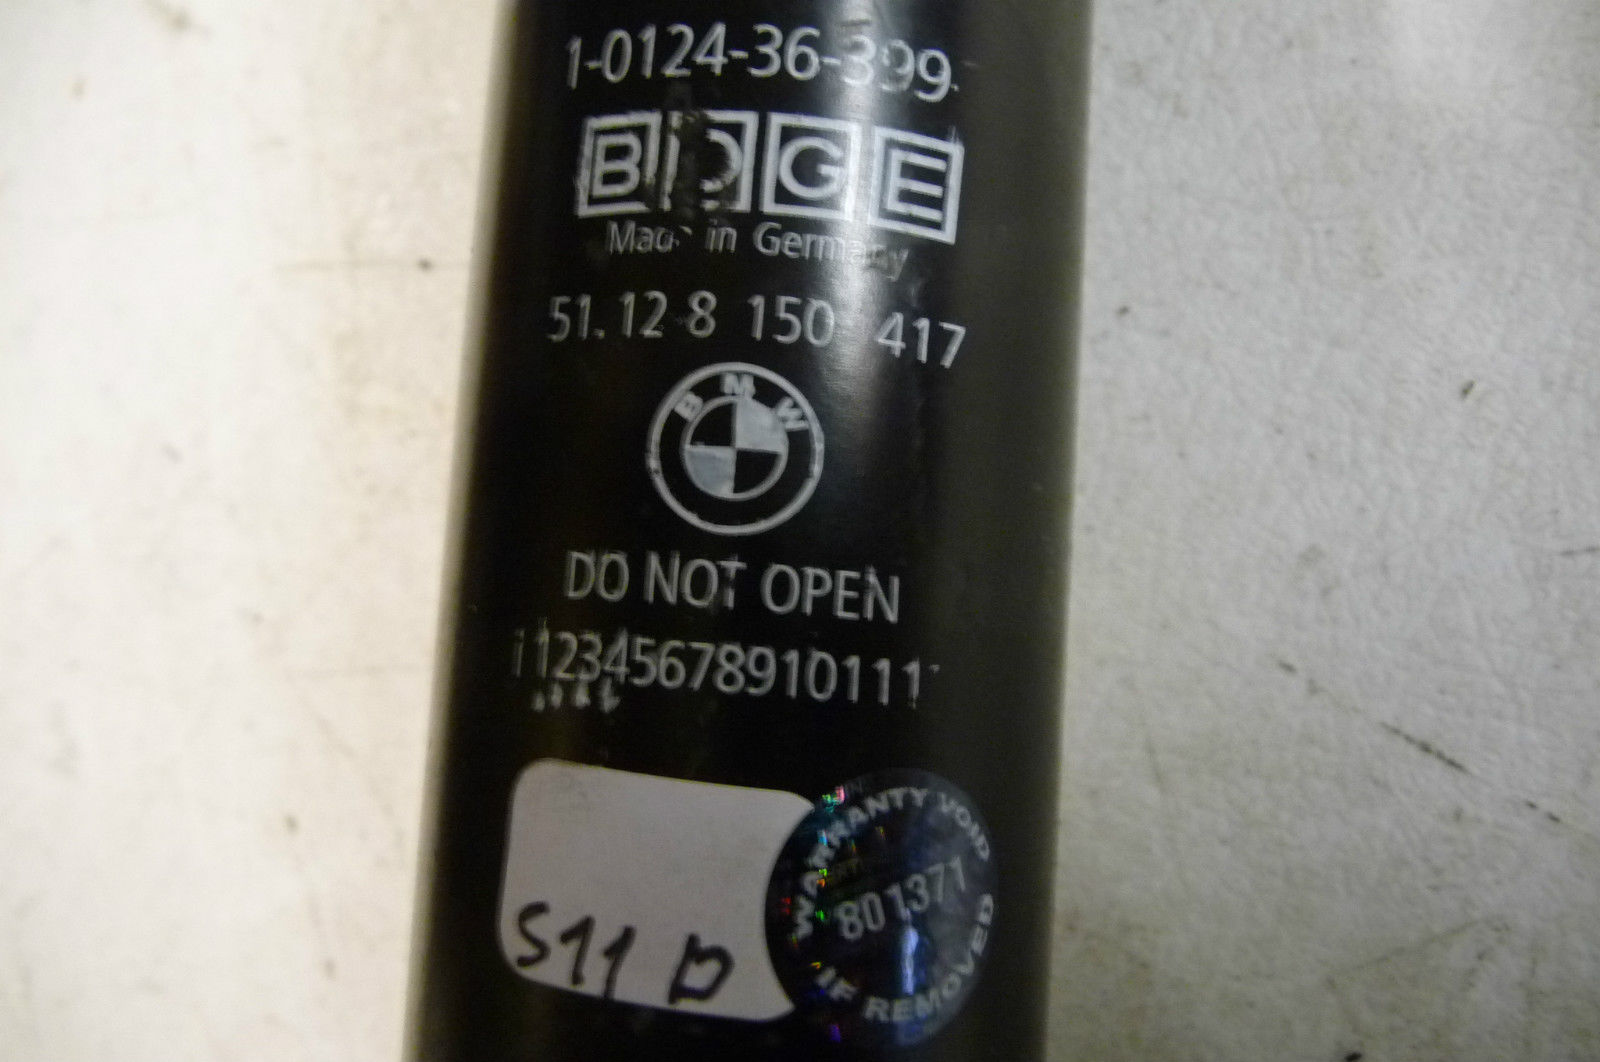 1-0124-36-399-
BOGE
Made in Germany
51.12 8 150 417
BMW
DO NOT OPEN
112345678910111
S11 D
WARRANTY VOID
801371
IF REMOVED